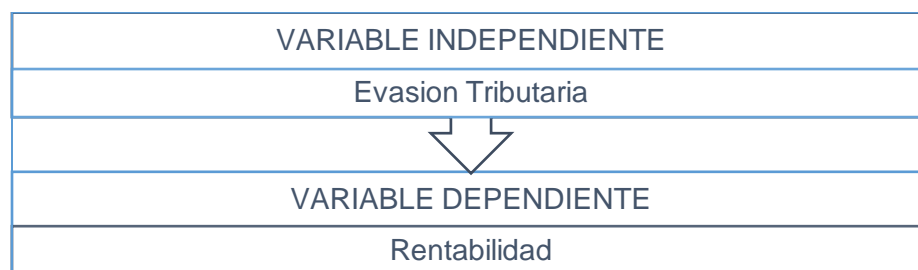 VARIABLE INDEPENDIENTE
Evasion Tributaria
VARIABLE DEPENDIENTE
Rentabilidad